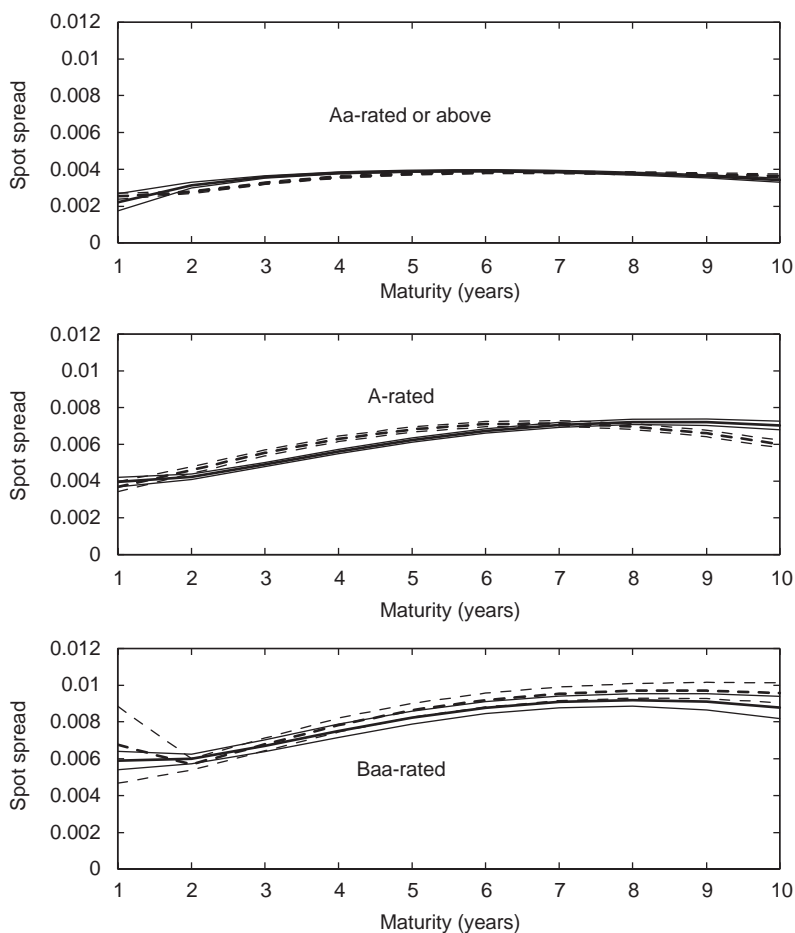 0.012
0.01
0.008
0.006
0.004
0.002
0
Spot spread
Aa-rated or above
1 2 3 4 5 6 7 8 9 10
Maturity (years)
0.012
0.01
0.008
0.006
0.004
0.002
0
Spot spread
A-rated
1 2 3 4 5 6 7 8 9 10
Maturity (years)
0.012
0.01
0.008
0.006
0.004
0.002
0
Spot spread
Baa-rated
1 2 3 4 5 6 7 8 9 10
Maturity (years)